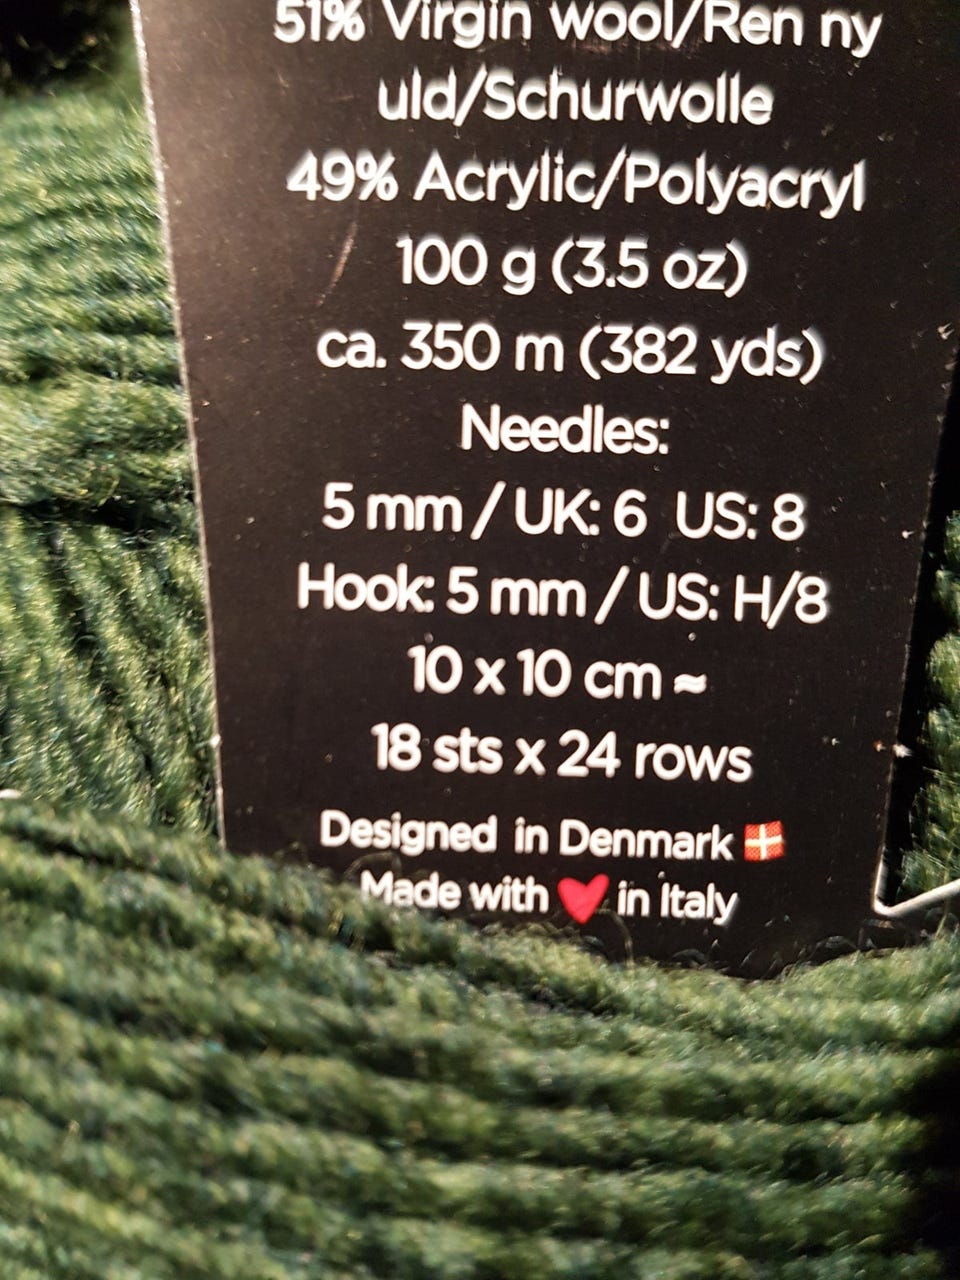 51% Virgin wool/Ren ny
uld/Schurwolle
49% Acrylic/Polyacryl
100 g (3.5 oz)
ca. 350 m (382 yds)
Needles:
5 mm / UK: 6 US: 8
Hook: 5 mm / US: H/8
10 x 10 cm ≈
18 sts x 24 rows
Designed in Denmark
Made with ❤ in Italy